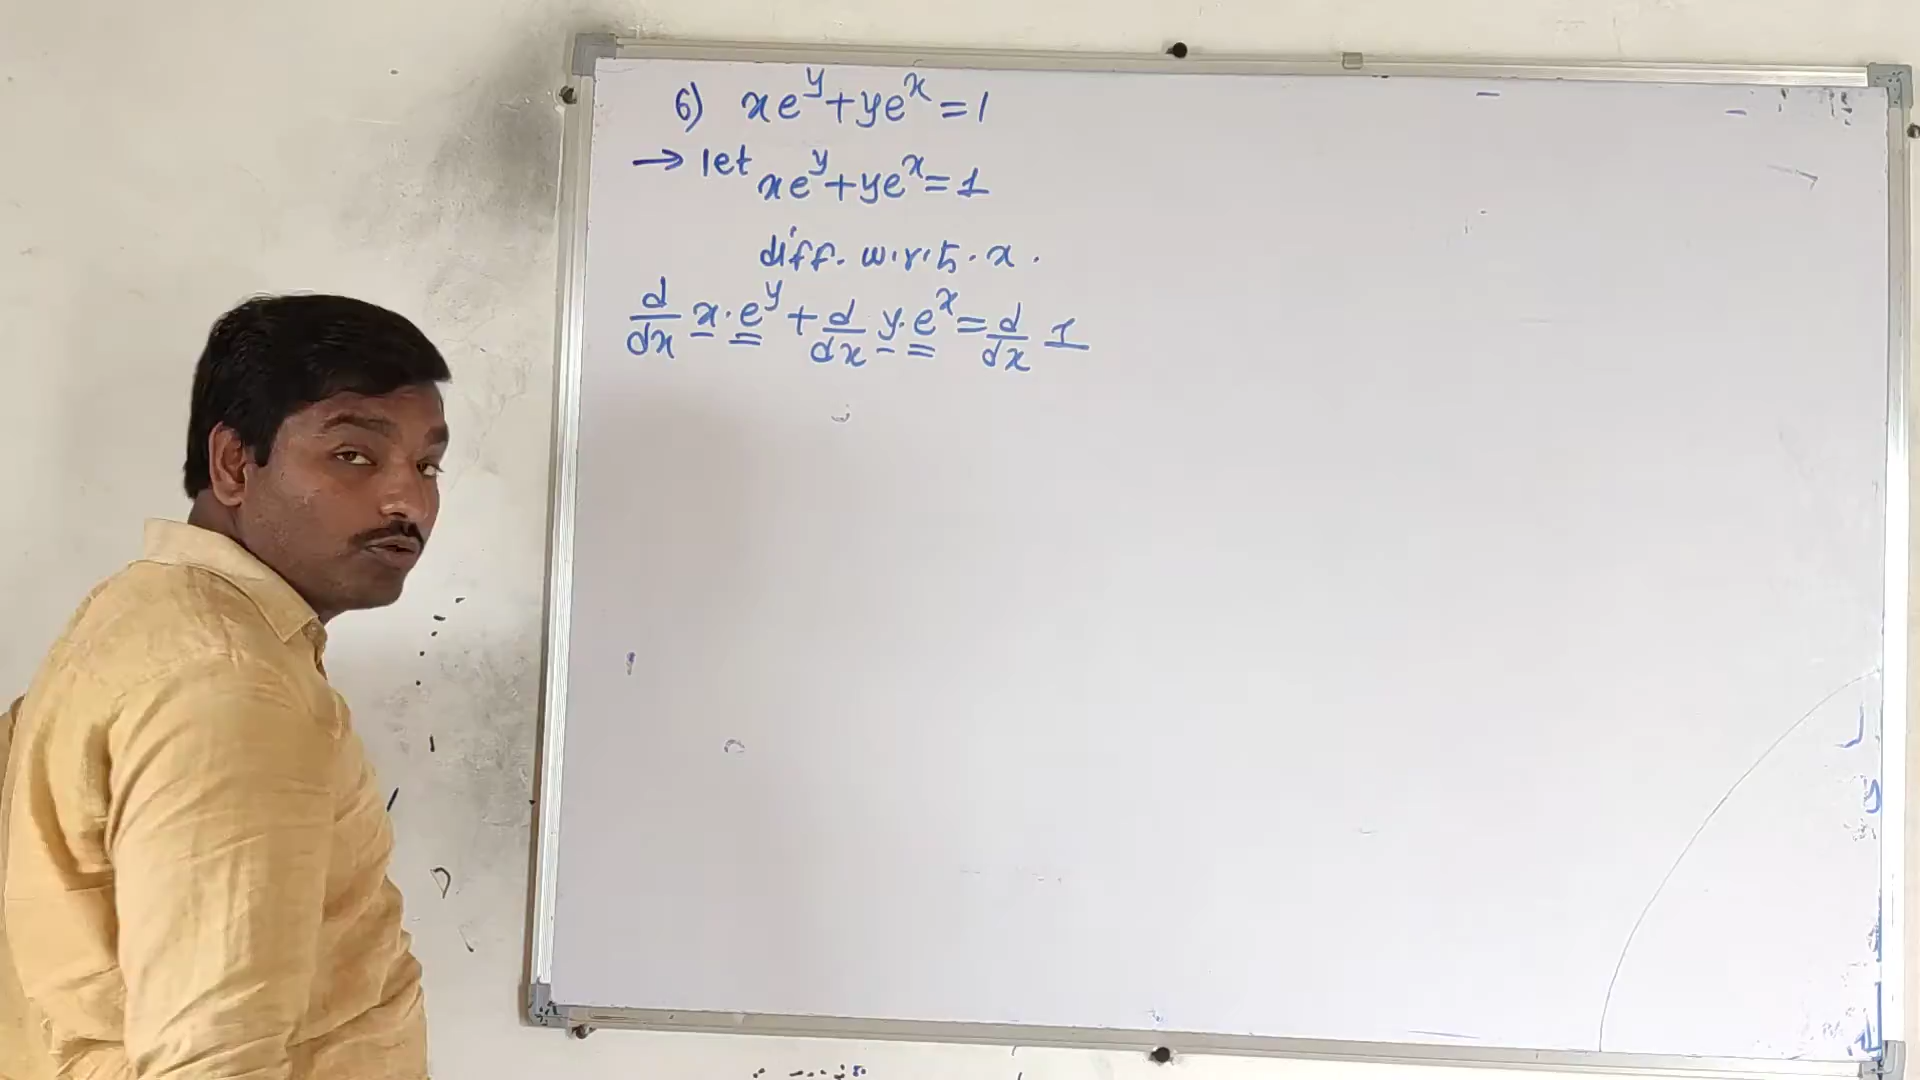 6) xe^y+ye^x=1
→ let xe^y+ye^x=1
diff. w.r.t. x.
d/dx x.e^y+d/dx y.e^x=d/dx 1